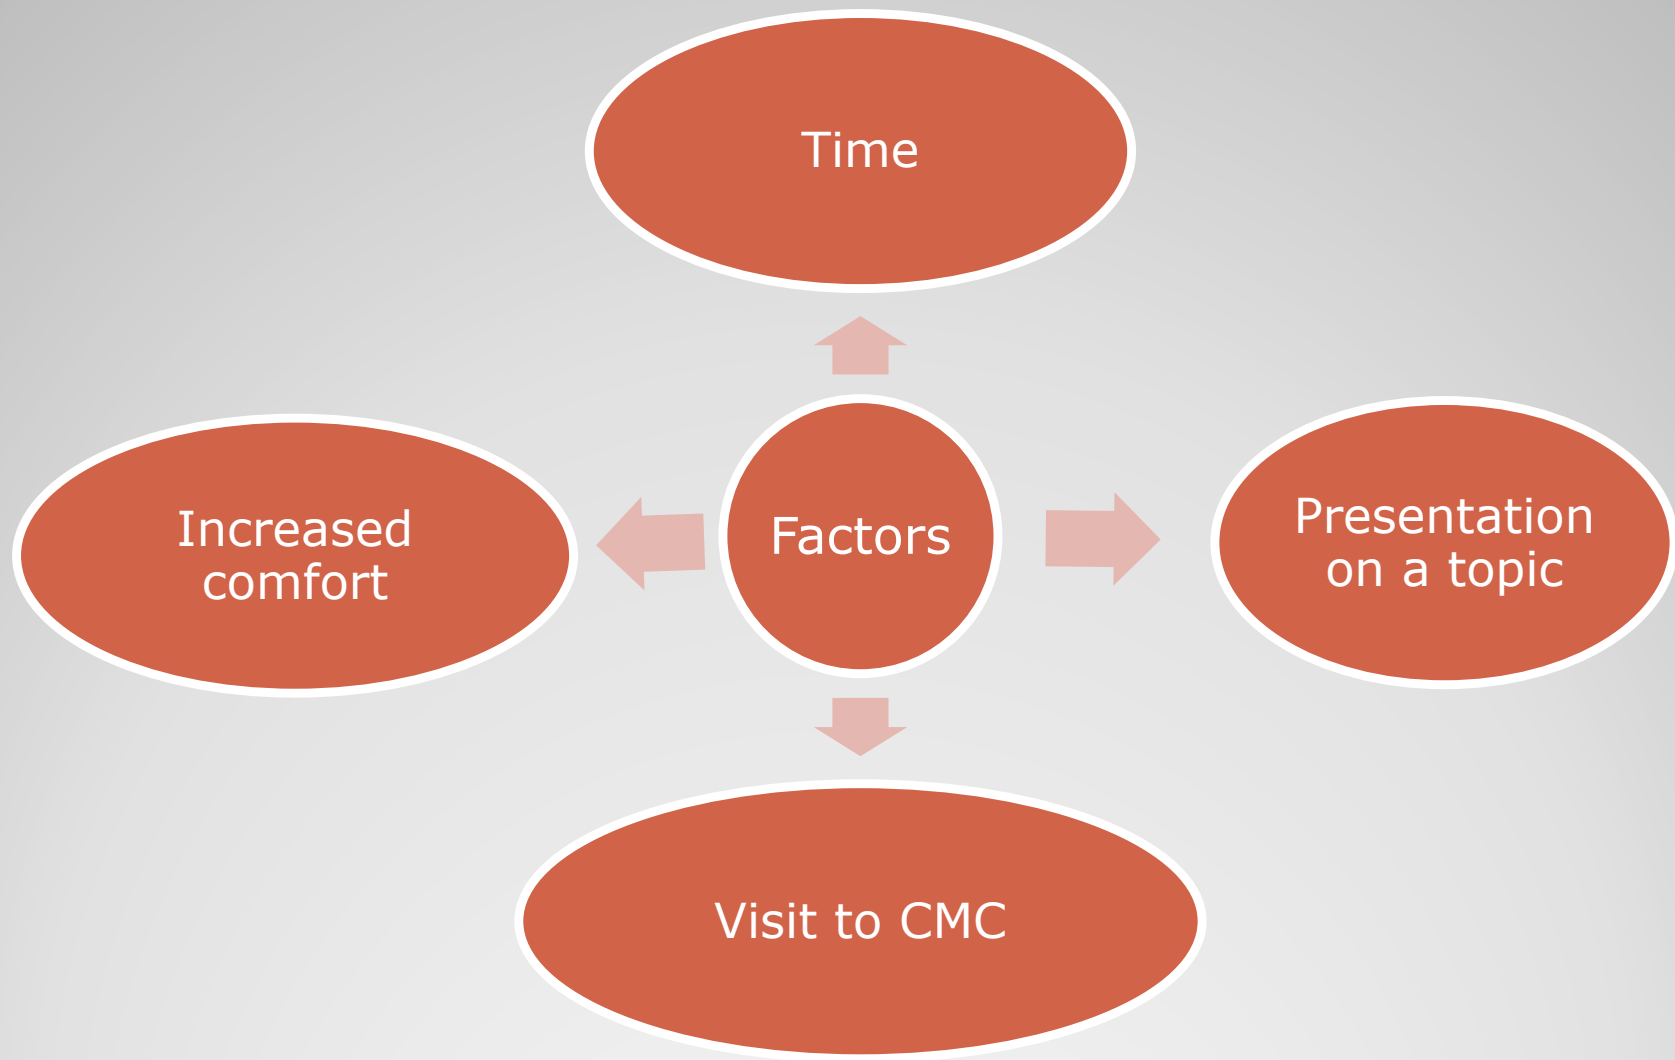 Time
Increased
comfort
Factors
Presentation
on a topic
Visit to CMC